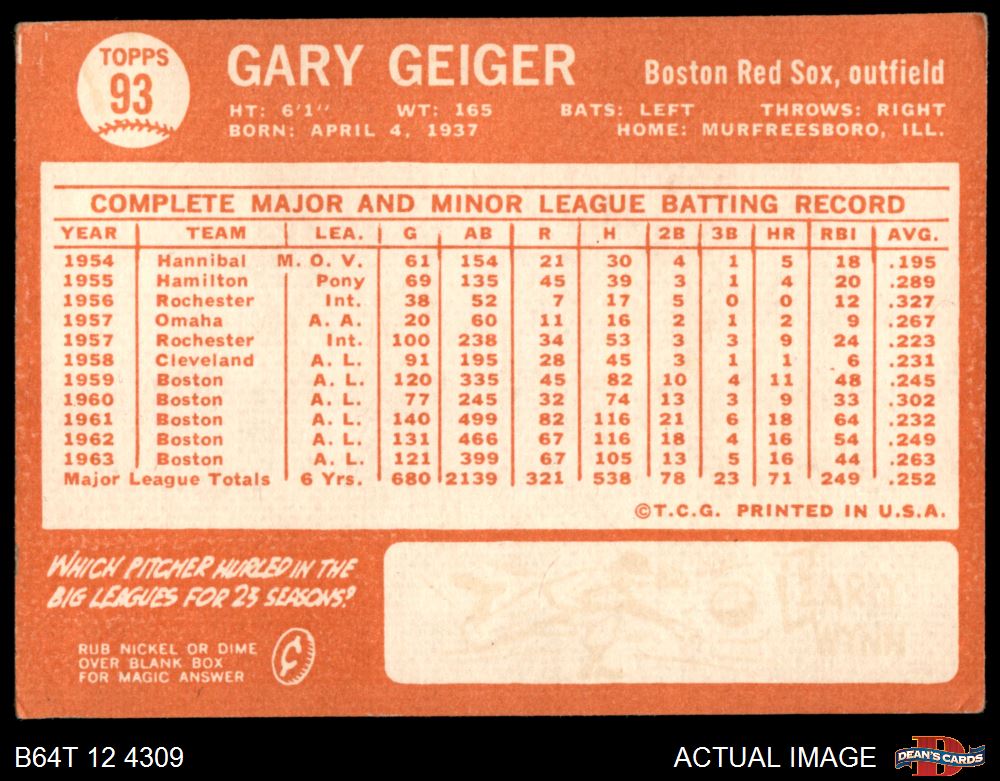 TOPPS
93
GARY GEIGER
Boston Red Sox, outfield
HT: 6'1" WT: 165 BATS: LEFT THROWS: RIGHT
BORN: APRIL 4, 1937 HOME: MURFREESBORO, ILL.
COMPLETE MAJOR AND MINOR LEAGUE BATTING RECORD
YEAR TEAM LEA. G AB R H 2B 3B HR RBI AVG.
1954 Hannibal M. O. V. 61 154 21 30 4 1 5 18 .195
1955 Hamilton Pony 69 135 45 39 3 1 4 20 .289
1956 Rochester Int. 38 52 7 17 5 0 0 12 .327
1957 Omaha A. A. 20 60 11 16 2 1 2 9 .267
1957 Rochester Int. 100 238 34 53 3 3 9 24 .223
1958 Cleveland A. L. 91 195 28 45 3 1 1 6 .231
1959 Boston A. L. 120 335 45 82 10 4 11 48 .245
1960 Boston A. L. 77 245 32 74 13 3 9 33 .302
1961 Boston A. L. 140 499 82 116 21 6 18 64 .232
1962 Boston A. L. 131 466 67 116 18 4 16 54 .249
1963 Boston A. L. 121 399 67 105 13 5 16 44 .263
Major League Totals 6 Yrs. 680 2139 321 538 78 23 71 249 .252
©T.C.G. PRINTED IN U.S.A.
WHICH PITCHER HURLED IN THE
BIG LEAGUES FOR 23 SEASONS?
RUB NICKEL OR DIME
OVER BLANK BOX
FOR MAGIC ANSWER
¢
EARLY
WYNN
B64T 12 4309
ACTUAL IMAGE
DEAN'S CARDS